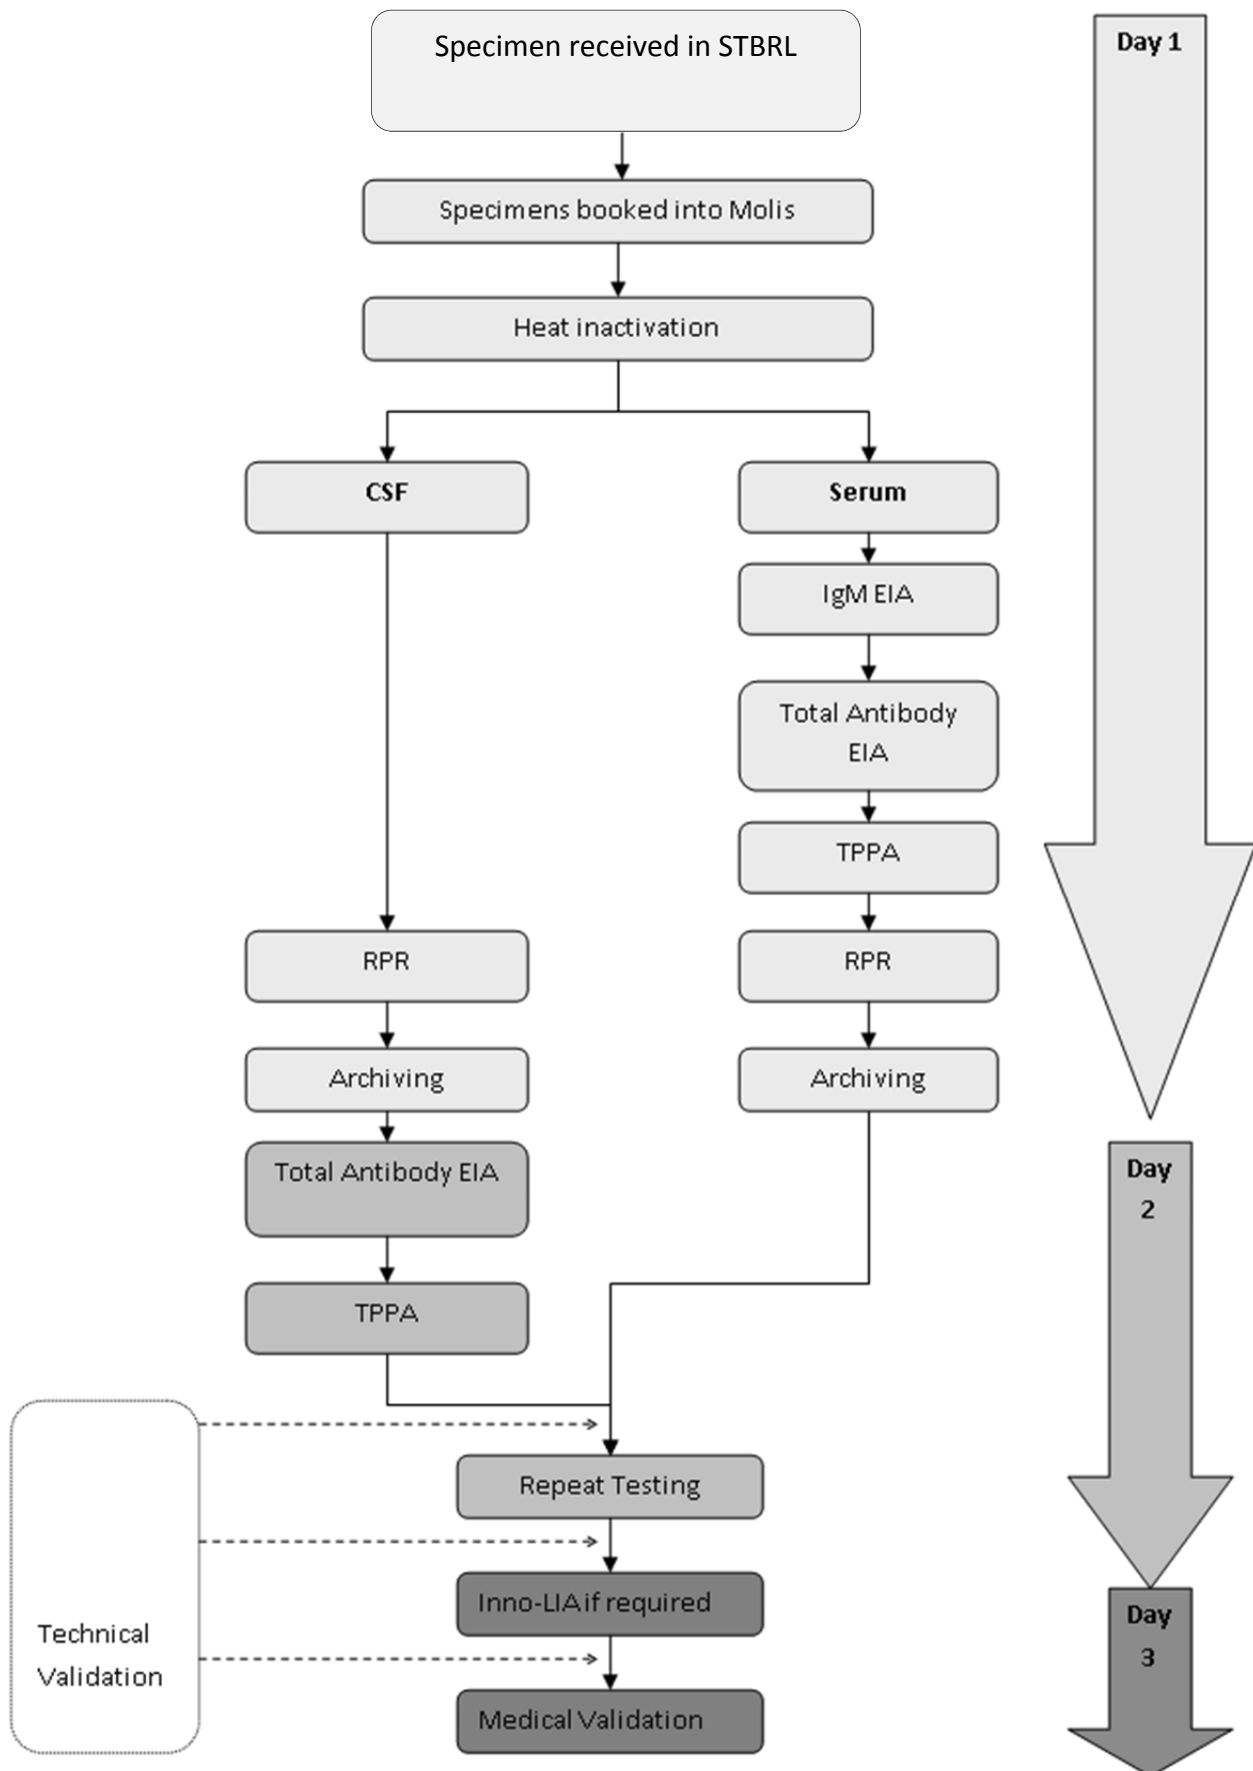 Specimen received in STBRL
Day 1
Specimens booked into Molis
Heat inactivation
CSF
Serum
IgM EIA
Total Antibody
EIA
TPPA
RPR
RPR
Archiving
Archiving
Total Antibody EIA
Day
2
TPPA
Repeat Testing
Inno-LIA if required
Day
3
Technical
Validation
Medical Validation